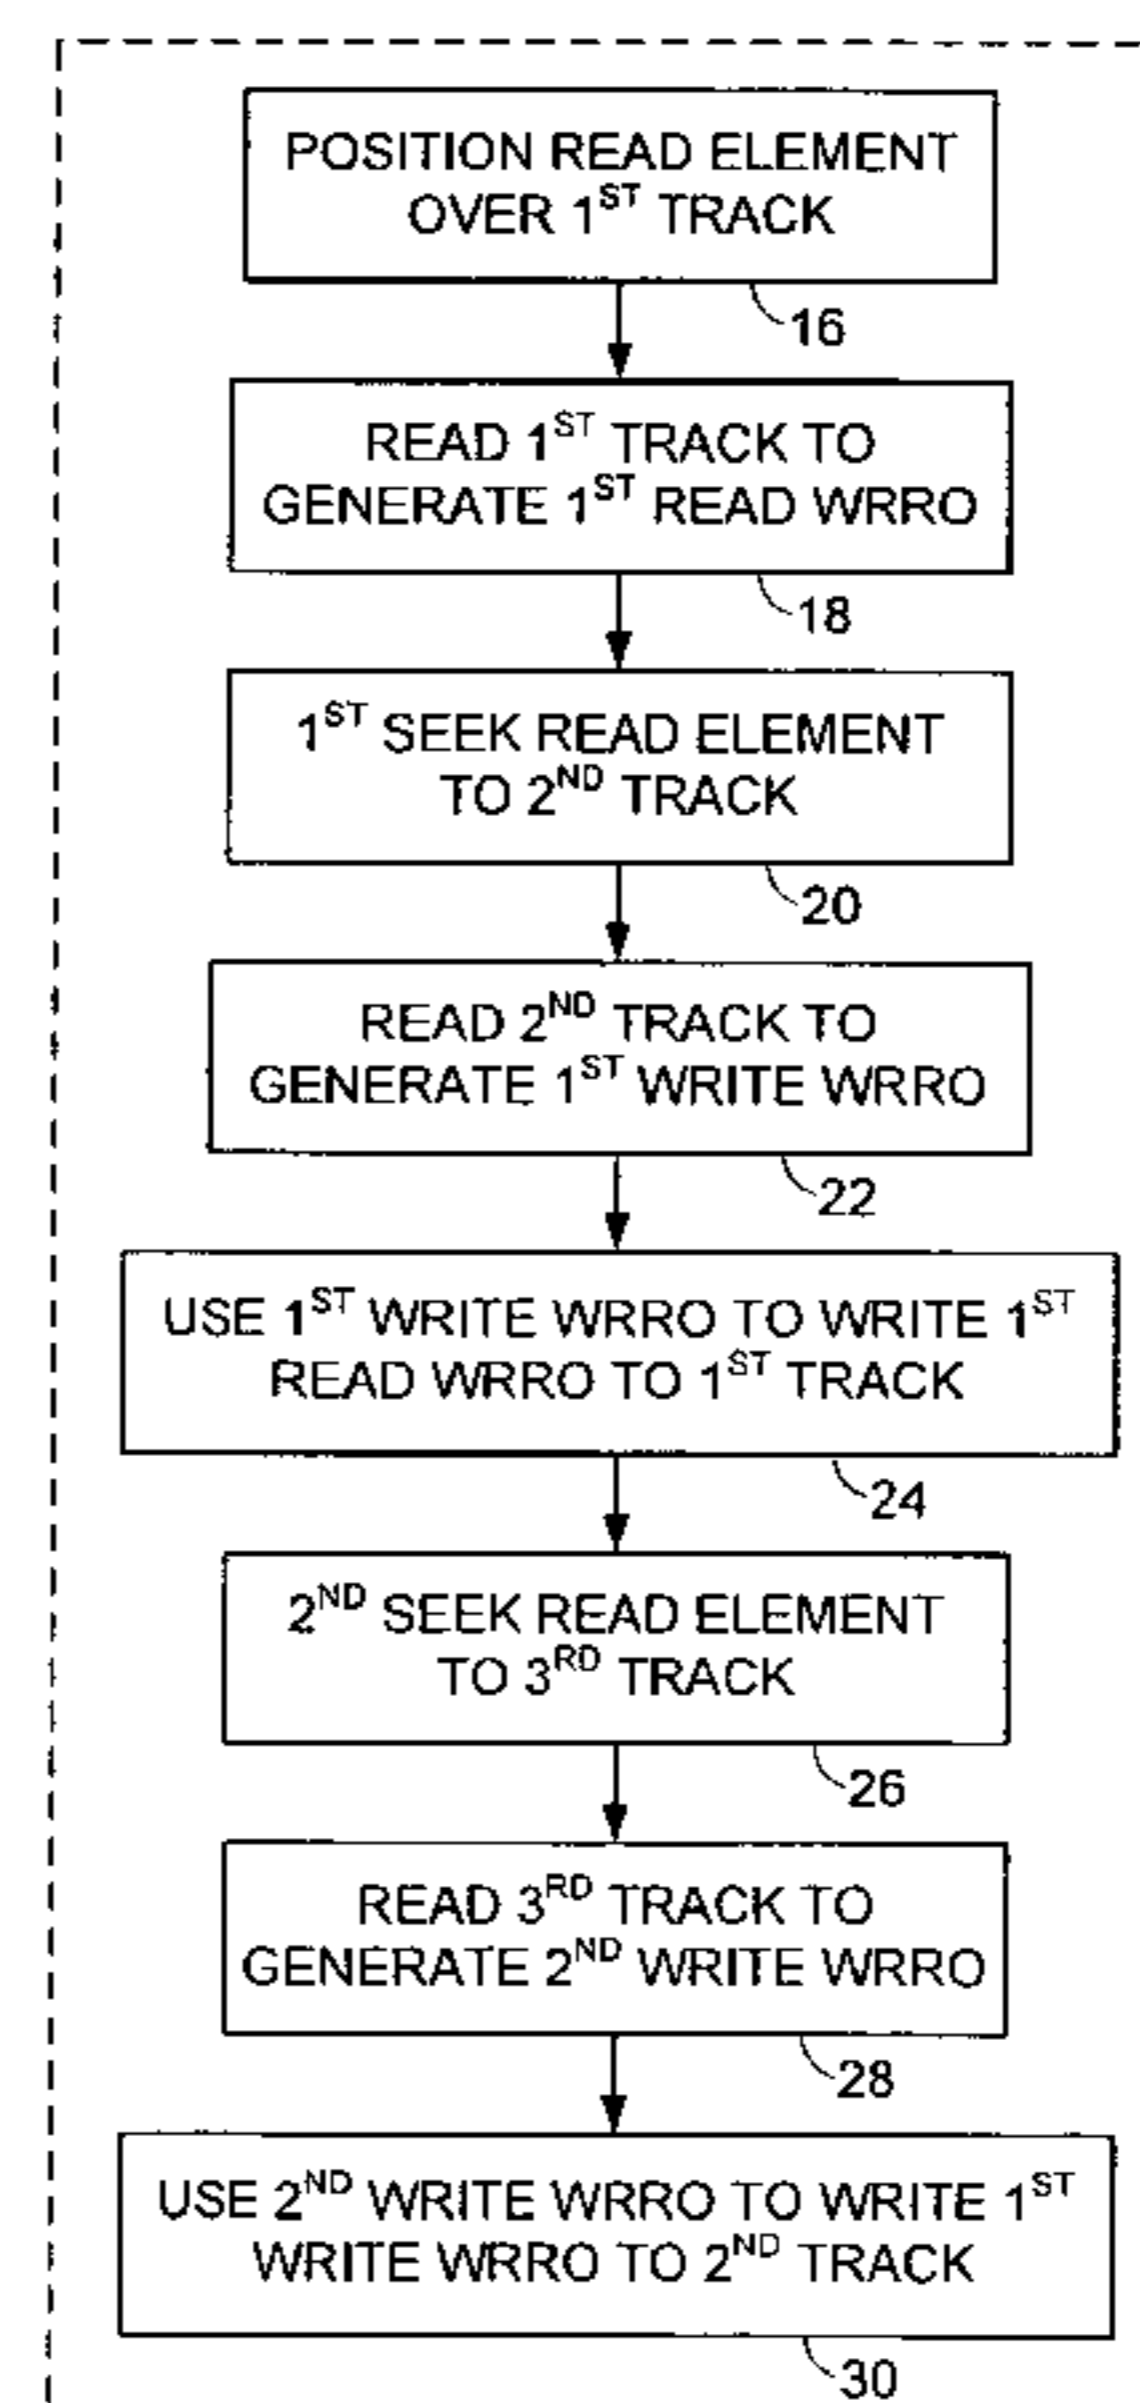 POSITION READ ELEMENT
OVER 1ST TRACK
16
READ 1ST TRACK TO
GENERATE 1ST READ WRRO
18
1ST SEEK READ ELEMENT
TO 2ND TRACK
20
READ 2ND TRACK TO
GENERATE 1ST WRITE WRRO
22
USE 1ST WRITE WRRO TO WRITE 1ST
READ WRRO TO 1ST TRACK
24
2ND SEEK READ ELEMENT
TO 3RD TRACK
26
READ 3RD TRACK TO
GENERATE 2ND WRITE WRRO
28
USE 2ND WRITE WRRO TO WRITE 1ST
WRITE WRRO TO 2ND TRACK
30